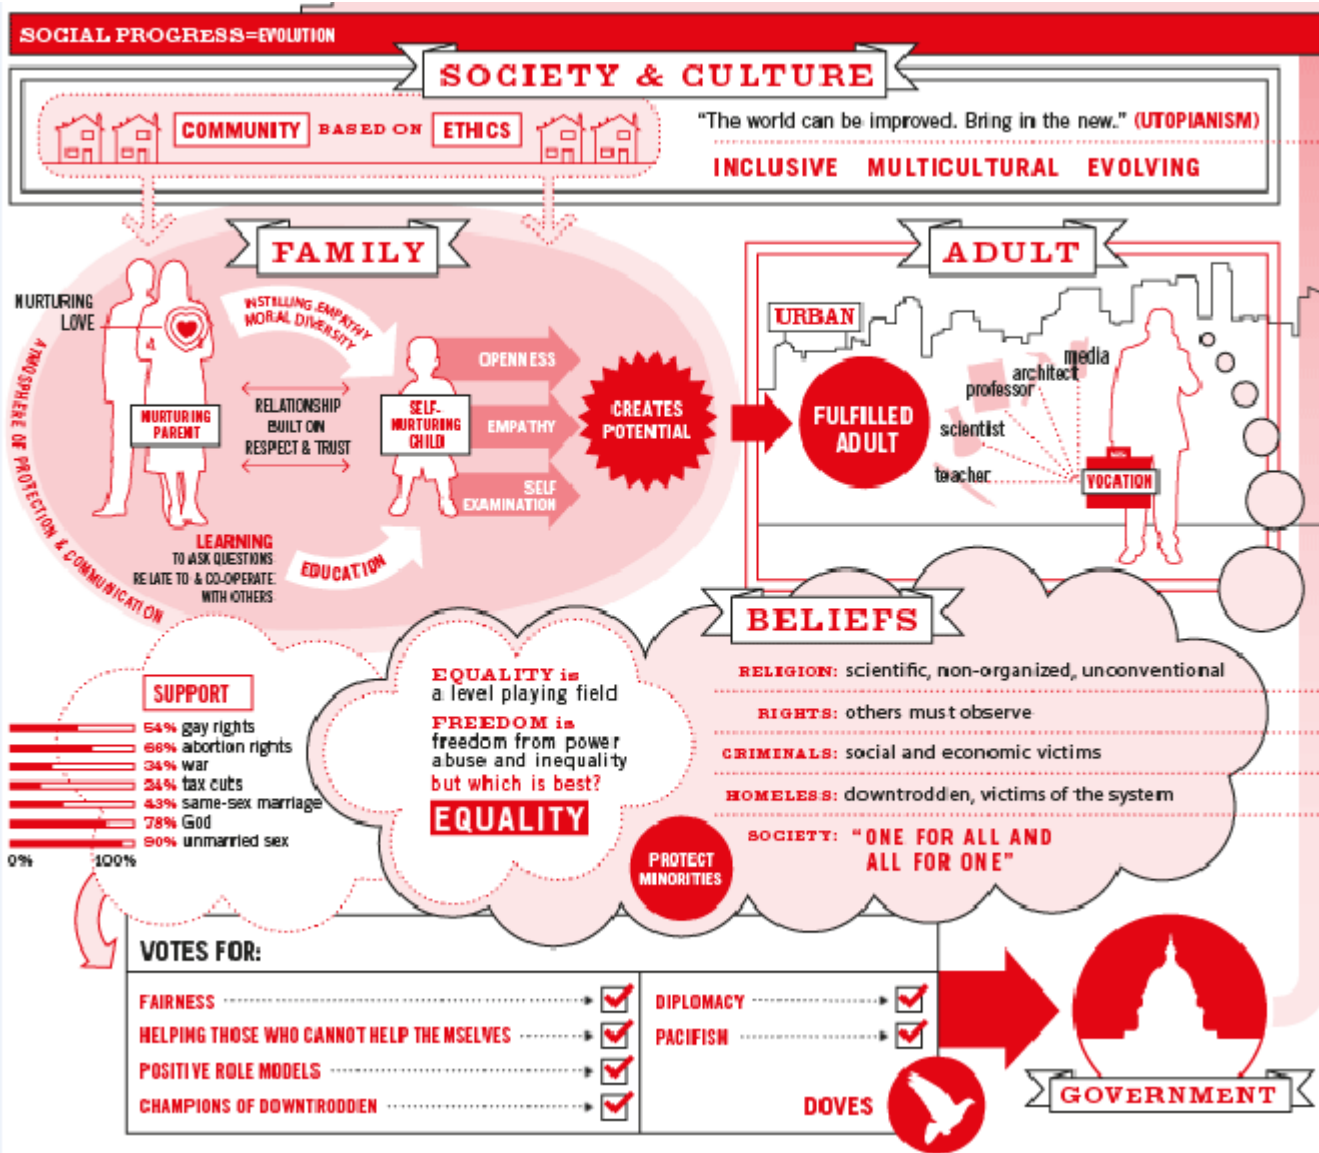 SOCIAL PROGRESS=EVOLUTION
SOCIETY & CULTURE
COMMUNITY BASED ON ETHICS
"The world can be improved. Bring in the new." (UTOPIANISM)
INCLUSIVE MULTICULTURAL EVOLVING
FAMILY
NURTURING
LOVE
ATMOSPHERE OF PROTECTION & COMMUNICATION
INSTILLING EMPATHY
MORAL DIVERSITY
NURTURING
PARENT
RELATIONSHIP
BUILT ON
RESPECT & TRUST
SELF-
NURTURING
CHILD
OPENNESS
EMPATHY
SELF
EXAMINATION
CREATES
POTENTIAL
LEARNING
TO ASK QUESTIONS
RELATE TO & CO-OPERATE
WITH OTHERS
EDUCATION
ADULT
URBAN
FULFILLED
ADULT
media
architect
professor
scientist
teacher
VOCATION
BELIEFS
RELIGION: scientific, non-organized, unconventional
RIGHTS: others must observe
CRIMINALS: social and economic victims
HOMELESS: downtrodden, victims of the system
SOCIETY: "ONE FOR ALL AND
ALL FOR ONE"
EQUALITY is
a level playing field
FREEDOM is
freedom from power
abuse and inequality
but which is best?
EQUALITY
PROTECT
MINORITIES
SUPPORT
54% gay rights
66% abortion rights
34% war
24% tax cuts
43% same-sex marriage
78% God
90% unmarried sex
0% 100%
VOTES FOR:
FAIRNESS
HELPING THOSE WHO CANNOT HELP THEMSELVES
POSITIVE ROLE MODELS
CHAMPIONS OF DOWNTRODDEN
DIPLOMACY
PACIFISM
DOVES
GOVERNMENT